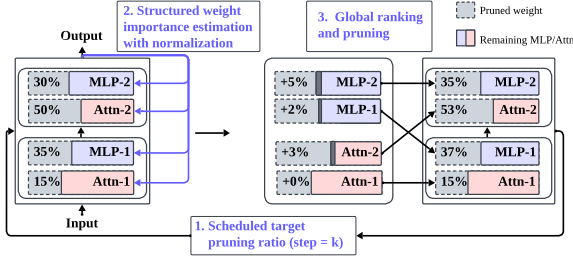 2. Structured weight
importance estimation
with normalization
3. Global ranking
and pruning
Pruned weight
Remaining MLP/Attn
Output
30% MLP-2
50% Attn-2
35% MLP-1
15% Attn-1
Input
+5% MLP-2
+2% MLP-1
+3% Attn-2
+0% Attn-1
35% MLP-2
53% Attn-2
37% MLP-1
15% Attn-1
1. Scheduled target
pruning ratio (step = k)